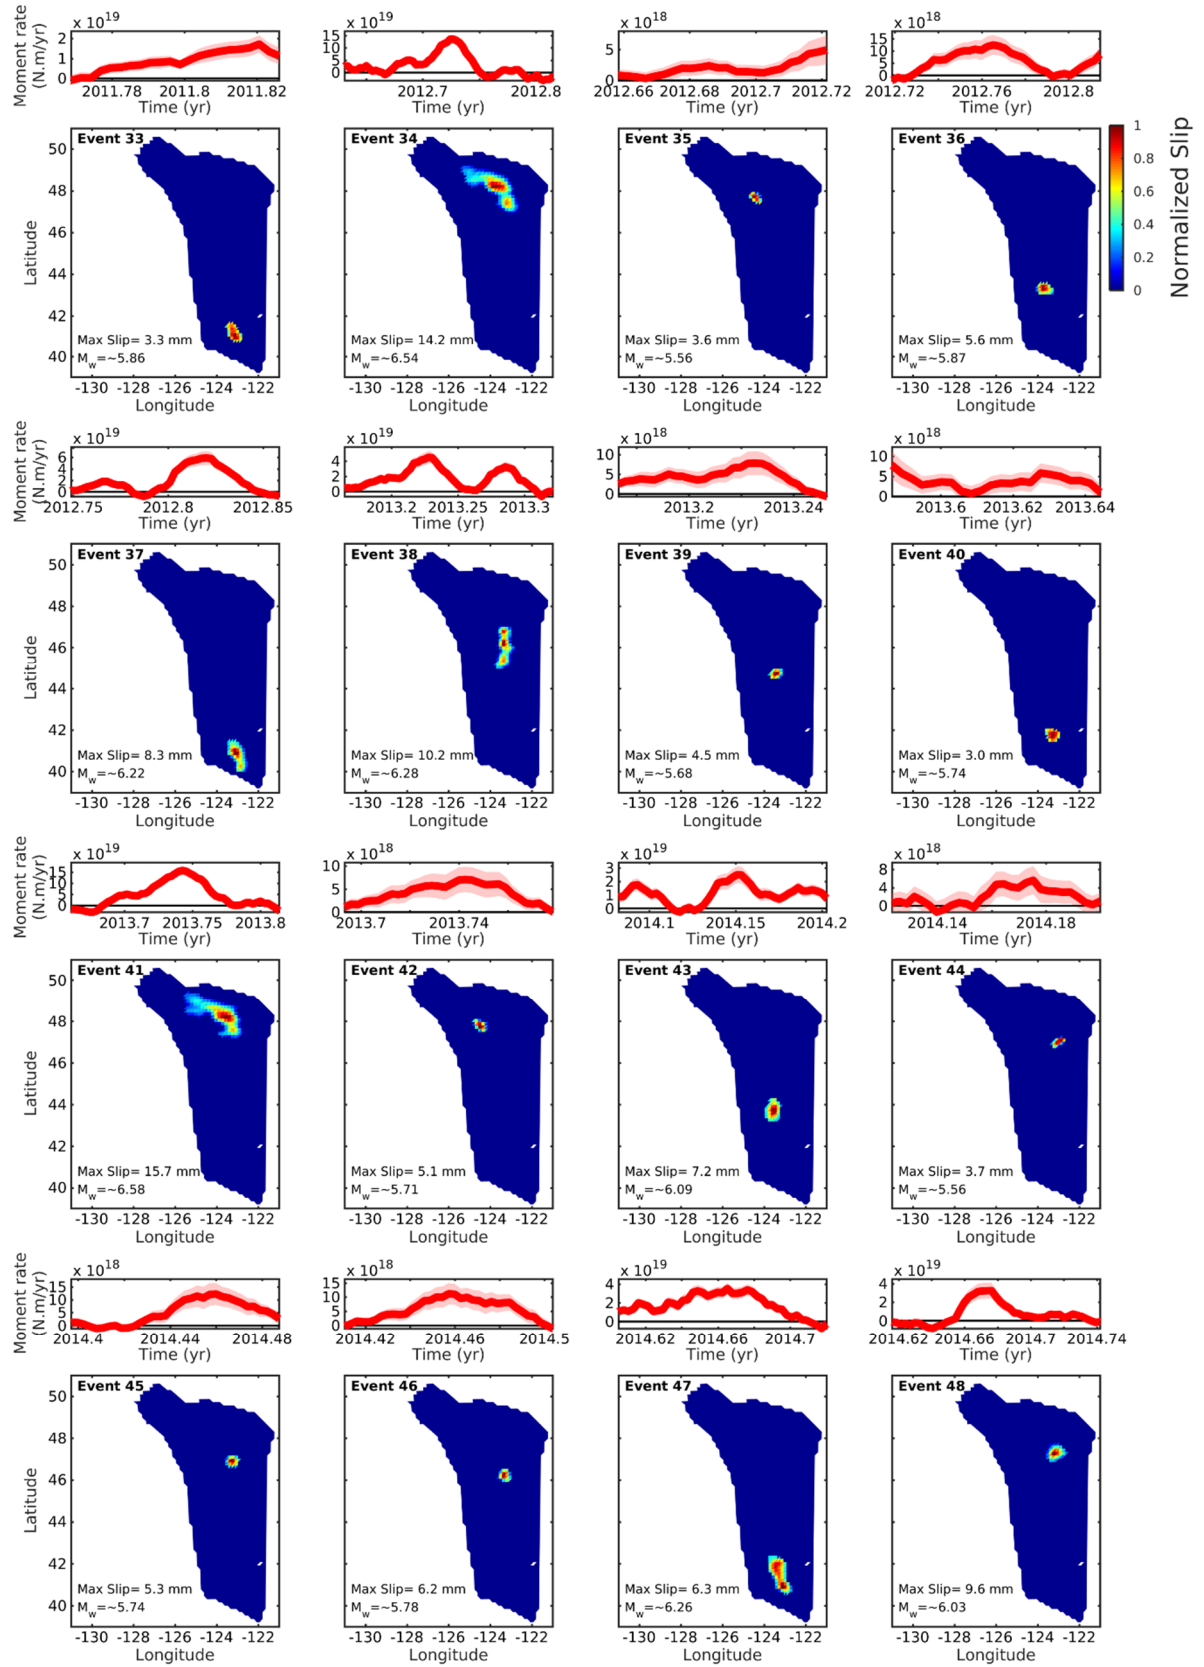 x 10^19
x 10^19
x 10^18
x 10^18
Moment rate
(N.m/yr)
2
1
0
15
10
5
0
5
0
15
10
5
0
2011.78 2011.8 2011.82
2012.7 2012.8
2012.66 2012.68 2012.7 2012.72
2012.72 2012.76 2012.8
Time (yr)
Time (yr)
Time (yr)
Time (yr)
Event 33
Event 34
Event 35
Event 36
Latitude
50
48
46
44
42
40
Max Slip= 3.3 mm
M_w=~5.86
Max Slip= 14.2 mm
M_w=~6.54
Max Slip= 3.6 mm
M_w=~5.56
Max Slip= 5.6 mm
M_w=~5.87
1
0.8
0.6
0.4
0.2
0
Normalized Slip
-130 -128 -126 -124 -122
-130 -128 -126 -124 -122
-130 -128 -126 -124 -122
-130 -128 -126 -124 -122
Longitude
Longitude
Longitude
Longitude
x 10^19
x 10^19
x 10^18
x 10^18
Moment rate
(N.m/yr)
6
4
2
0
4
2
0
10
5
0
10
5
0
2012.75 2012.8 2012.85
2013.2 2013.25 2013.3
2013.2 2013.24
2013.6 2013.62 2013.64
Time (yr)
Time (yr)
Time (yr)
Time (yr)
Event 37
Event 38
Event 39
Event 40
Latitude
50
48
46
44
42
40
Max Slip= 8.3 mm
M_w=~6.22
Max Slip= 10.2 mm
M_w=~6.28
Max Slip= 4.5 mm
M_w=~5.68
Max Slip= 3.0 mm
M_w=~5.74
-130 -128 -126 -124 -122
-130 -128 -126 -124 -122
-130 -128 -126 -124 -122
-130 -128 -126 -124 -122
Longitude
Longitude
Longitude
Longitude
x 10^19
x 10^18
x 10^19
x 10^18
Moment rate
(N.m/yr)
15
10
5
0
10
5
0
3
2
1
0
8
4
0
2013.7 2013.75 2013.8
2013.7 2013.74
2014.1 2014.15 2014.2
2014.14 2014.18
Time (yr)
Time (yr)
Time (yr)
Time (yr)
Event 41
Event 42
Event 43
Event 44
Latitude
50
48
46
44
42
40
Max Slip= 15.7 mm
M_w=~6.58
Max Slip= 5.1 mm
M_w=~5.71
Max Slip= 7.2 mm
M_w=~6.09
Max Slip= 3.7 mm
M_w=~5.56
-130 -128 -126 -124 -122
-130 -128 -126 -124 -122
-130 -128 -126 -124 -122
-130 -128 -126 -124 -122
Longitude
Longitude
Longitude
Longitude
x 10^18
x 10^18
x 10^19
x 10^19
Moment rate
(N.m/yr)
15
10
5
0
15
10
5
0
4
2
0
4
2
0
2014.4 2014.44 2014.48
2014.42 2014.46 2014.5
2014.62 2014.66 2014.7
2014.62 2014.66 2014.7 2014.74
Time (yr)
Time (yr)
Time (yr)
Time (yr)
Event 45
Event 46
Event 47
Event 48
Latitude
50
48
46
44
42
40
Max Slip= 5.3 mm
M_w=~5.74
Max Slip= 6.2 mm
M_w=~5.78
Max Slip= 6.3 mm
M_w=~6.26
Max Slip= 9.6 mm
M_w=~6.03
-130 -128 -126 -124 -122
-130 -128 -126 -124 -122
-130 -128 -126 -124 -122
-130 -128 -126 -124 -122
Longitude
Longitude
Longitude
Longitude